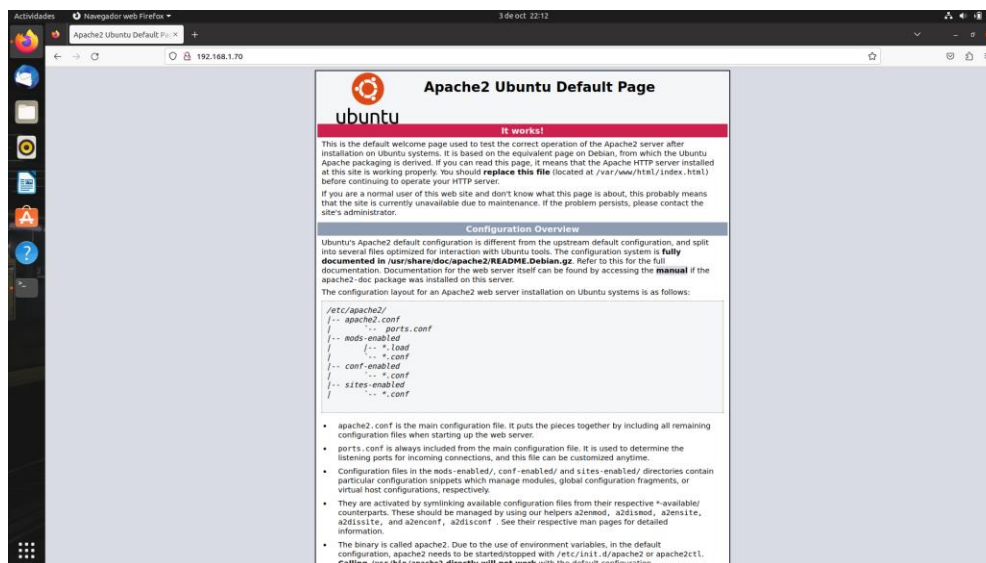 Actividades Navegador web Firefox 3 de oct 22:12
Apache2 Ubuntu Default Pa
192.168.1.70
Apache2 Ubuntu Default Page
ubuntu
It works!
This is the default welcome page used to test the correct operation of the Apache2 server after
installation on Ubuntu systems. It is based on the equivalent page on Debian, from which the Ubuntu
Apache packaging is derived. If you can read this page, it means that the Apache HTTP server installed
at this site is working properly. You should replace this file (located at /var/www/html/index.html)
before continuing to operate your HTTP server.
If you are a normal user of this web site and don't know what this page is about, this probably means
that the site is currently unavailable due to maintenance. If the problem persists, please contact the
site's administrator.
Configuration Overview
Ubuntu's Apache2 default configuration is different from the upstream default configuration, and split
into several files optimized for interaction with Ubuntu tools. The configuration system is fully
documented in /usr/share/doc/apache2/README.Debian.gz. Refer to this for the full
documentation. Documentation for the web server itself can be found by accessing the manual if the
apache2-doc package was installed on this server.
The configuration layout for an Apache2 web server installation on Ubuntu systems is as follows:
/etc/apache2/
|-- apache2.conf
|       `--  ports.conf
|-- mods-enabled
|       |-- *.load
|       `-- *.conf
|-- conf-enabled
|       `-- *.conf
|-- sites-enabled
|       `-- *.conf
• apache2.conf is the main configuration file. It puts the pieces together by including all remaining
configuration files when starting up the web server.
• ports.conf is always included from the main configuration file. It is used to determine the
listening ports for incoming connections, and this file can be customized anytime.
• Configuration files in the mods-enabled/, conf-enabled/ and sites-enabled/ directories contain
particular configuration snippets which manage modules, global configuration fragments, or
virtual host configurations, respectively.
• They are activated by symlinking available configuration files from their respective *-available/
counterparts. These should be managed by using our helpers a2enmod, a2dismod, a2ensite,
a2dissite, and a2enconf, a2disconf . See their respective man pages for detailed
information.
• The binary is called apache2. Due to the use of environment variables, in the default
configuration, apache2 needs to be started/stopped with /etc/init.d/apache2 or apache2ctl.
Calling /usr/bin/apache2 directly will not work with the default configuration.